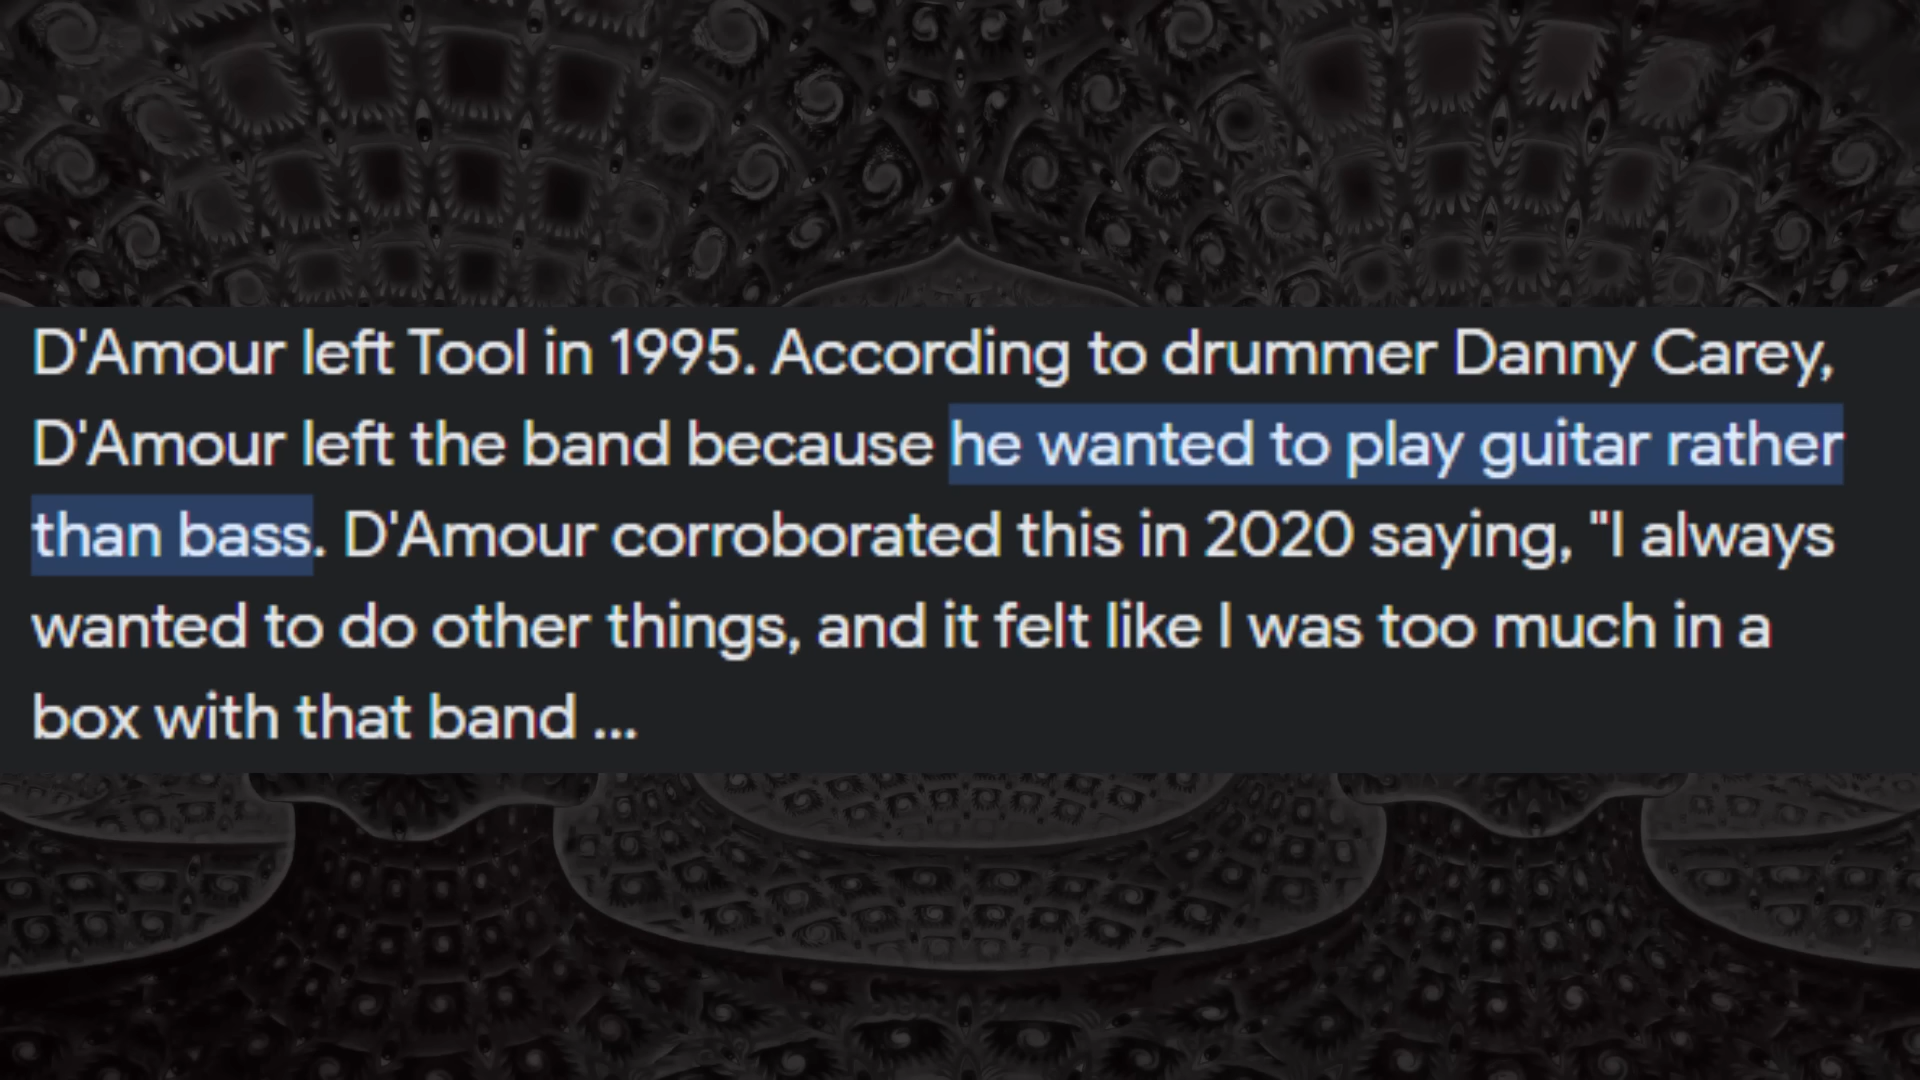 D'Amour left Tool in 1995. According to drummer Danny Carey,
D'Amour left the band because he wanted to play guitar rather
than bass. D'Amour corroborated this in 2020 saying, "I always
wanted to do other things, and it felt like I was too much in a
box with that band ...